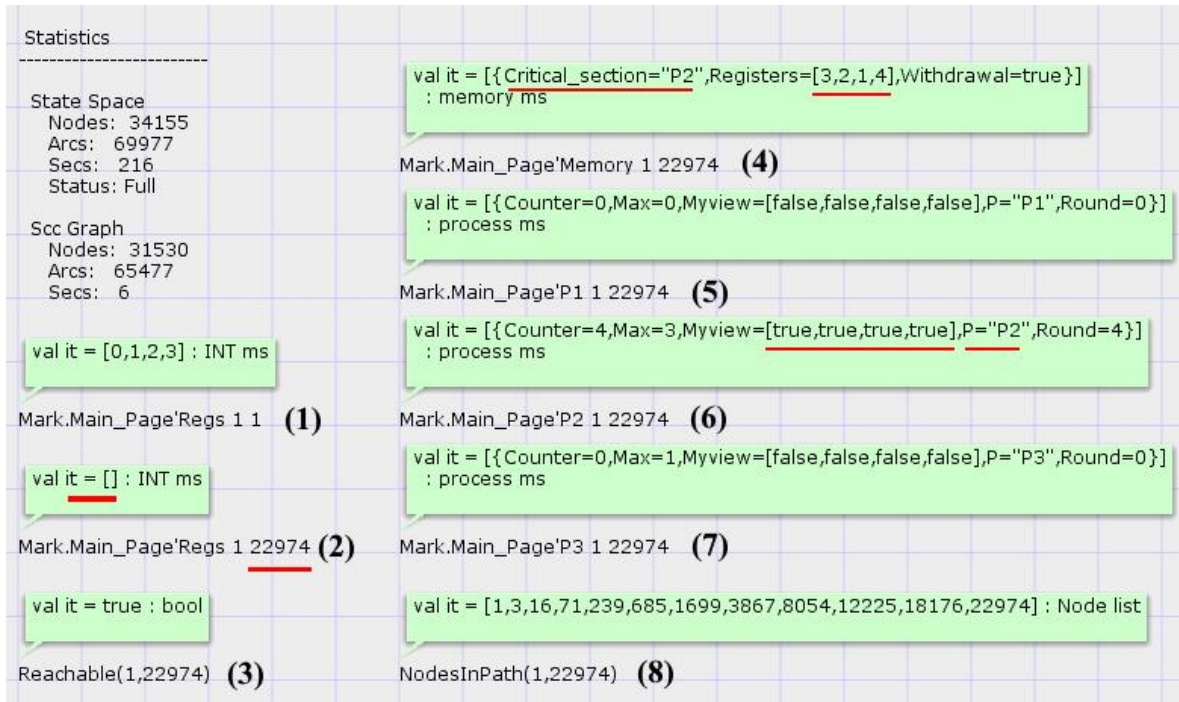 Statistics
--------------------------
State Space
Nodes: 34155
Arcs: 69977
Secs: 216
Status: Full
Scc Graph
Nodes: 31530
Arcs: 65477
Secs: 6
val it = [0,1,2,3] : INT ms
Mark.Main_Page'Regs 1 1 (1)
val it = [] : INT ms
Mark.Main_Page'Regs 1 22974 (2)
val it = true : bool
Reachable(1,22974) (3)
val it = [{Critical_section="P2",Registers=[3,2,1,4],Withdrawal=true}]
: memory ms
Mark.Main_Page'Memory 1 22974 (4)
val it = [{Counter=0,Max=0,Myview=[false,false,false,false],P="P1",Round=0}]
: process ms
Mark.Main_Page'P1 1 22974 (5)
val it = [{Counter=4,Max=3,Myview=[true,true,true,true],P="P2",Round=4}]
: process ms
Mark.Main_Page'P2 1 22974 (6)
val it = [{Counter=0,Max=1,Myview=[false,false,false,false],P="P3",Round=0}]
: process ms
Mark.Main_Page'P3 1 22974 (7)
val it = [1,3,16,71,239,685,1699,3867,8054,12225,18176,22974] : Node list
NodesInPath(1,22974) (8)